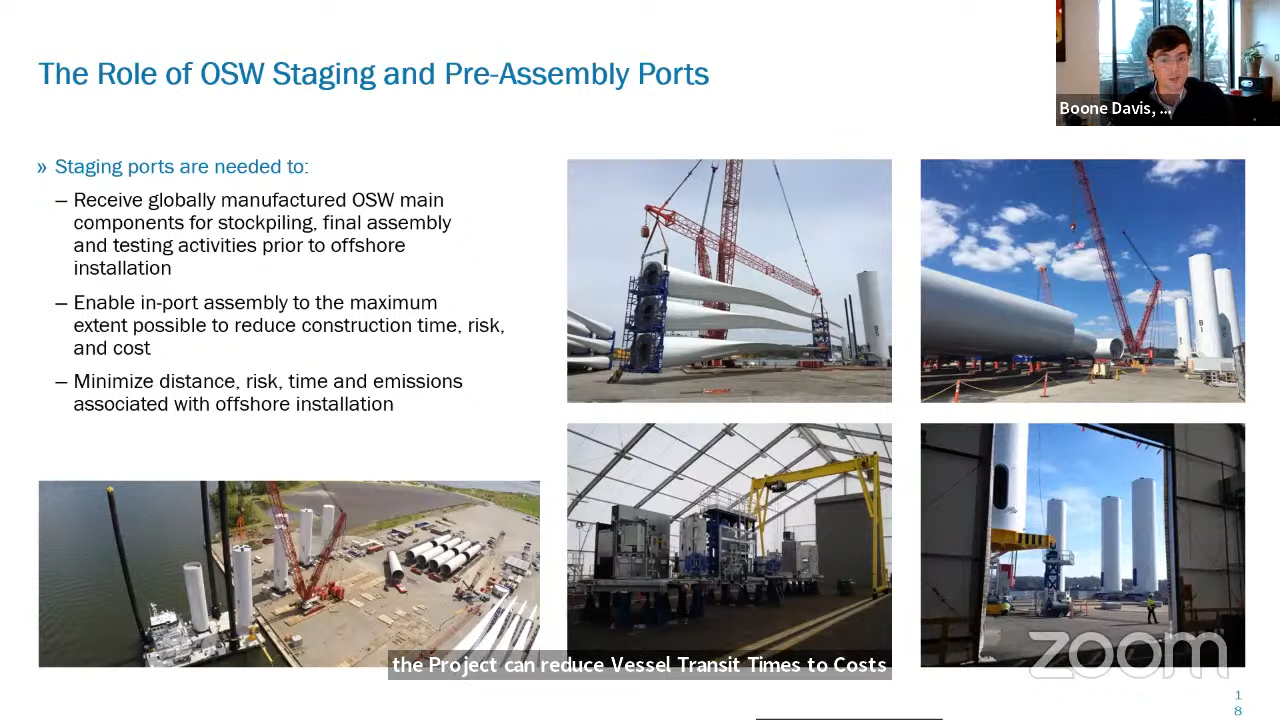 The Role of OSW Staging and Pre-Assembly Ports
Boone Davis, ...
» Staging ports are needed to:
– Receive globally manufactured OSW main
components for stockpiling, final assembly
and testing activities prior to offshore
installation
– Enable in-port assembly to the maximum
extent possible to reduce construction time, risk,
and cost
– Minimize distance, risk, time and emissions
associated with offshore installation
the Project can reduce Vessel Transit Times to Costs
zoom
1
8